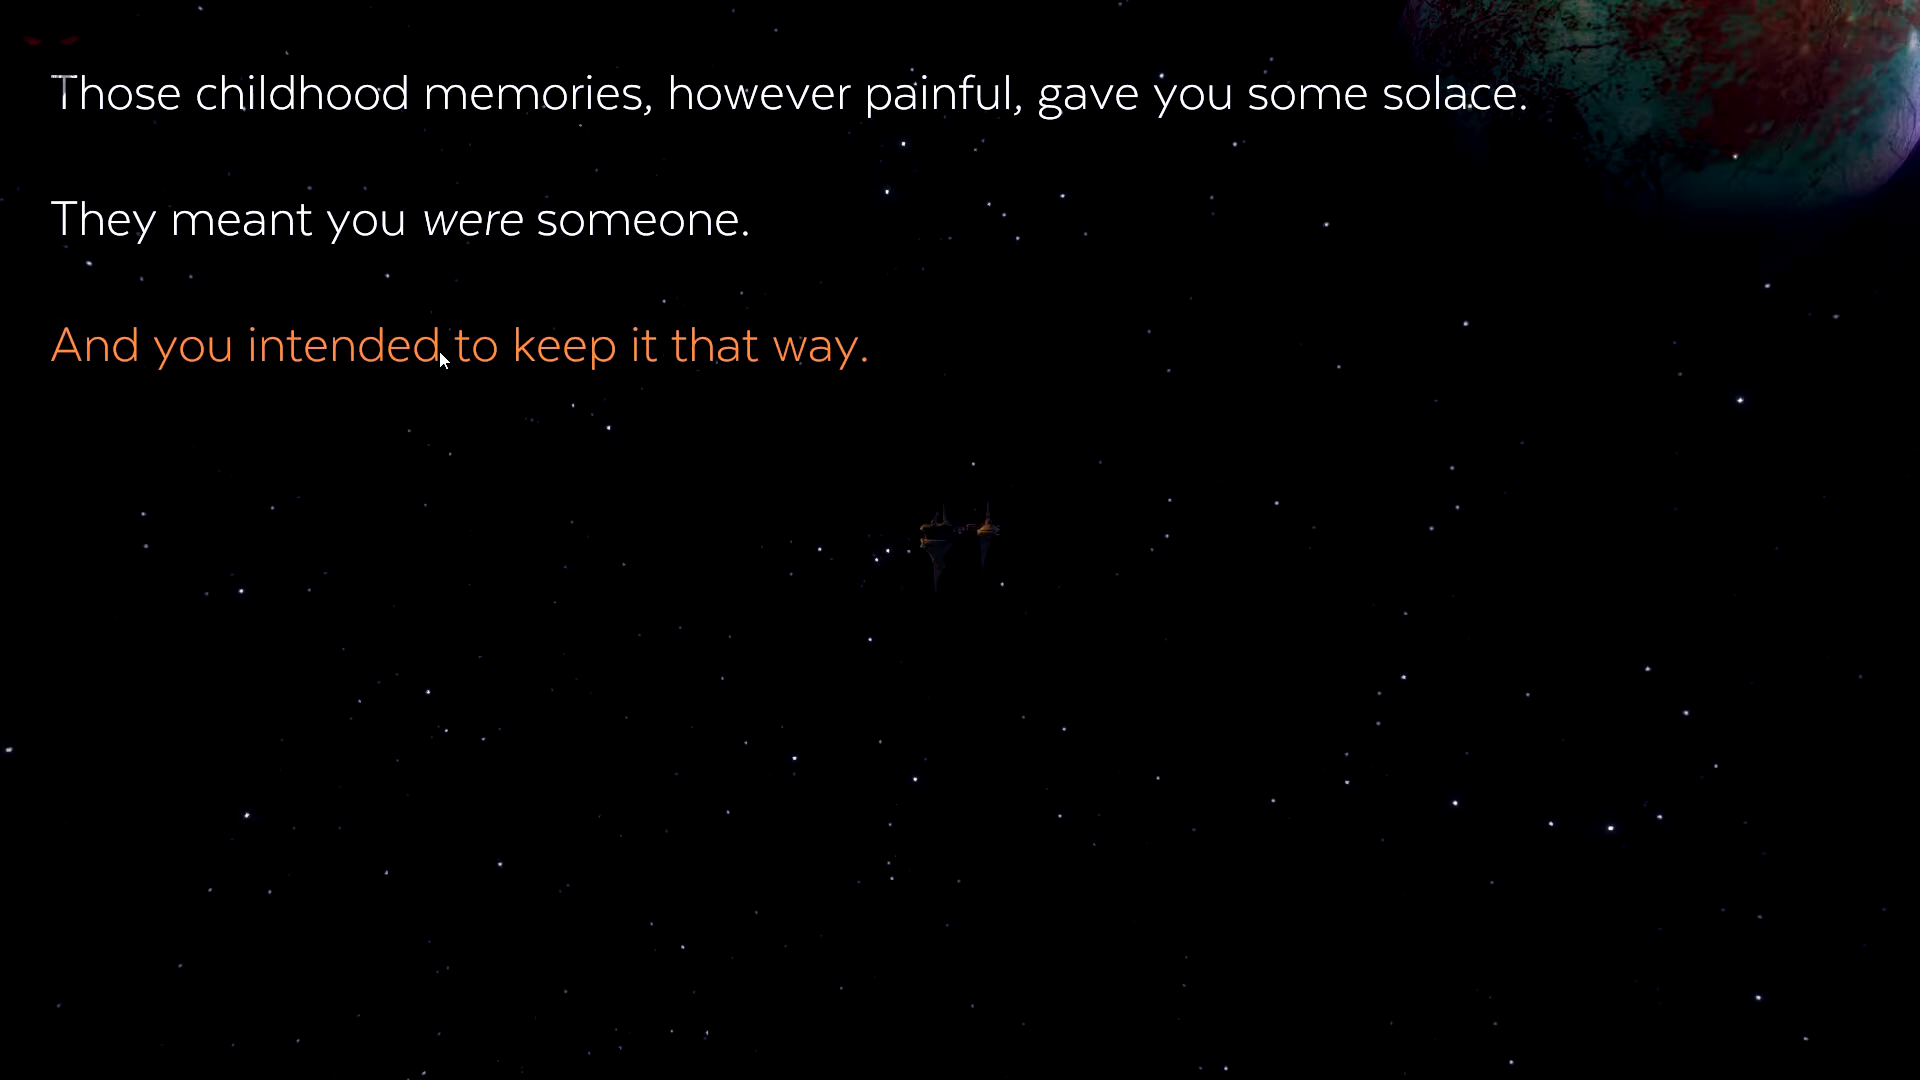 Those childhood memories, however painful, gave you some solace.
They meant you were someone.
And you intended to keep it that way.